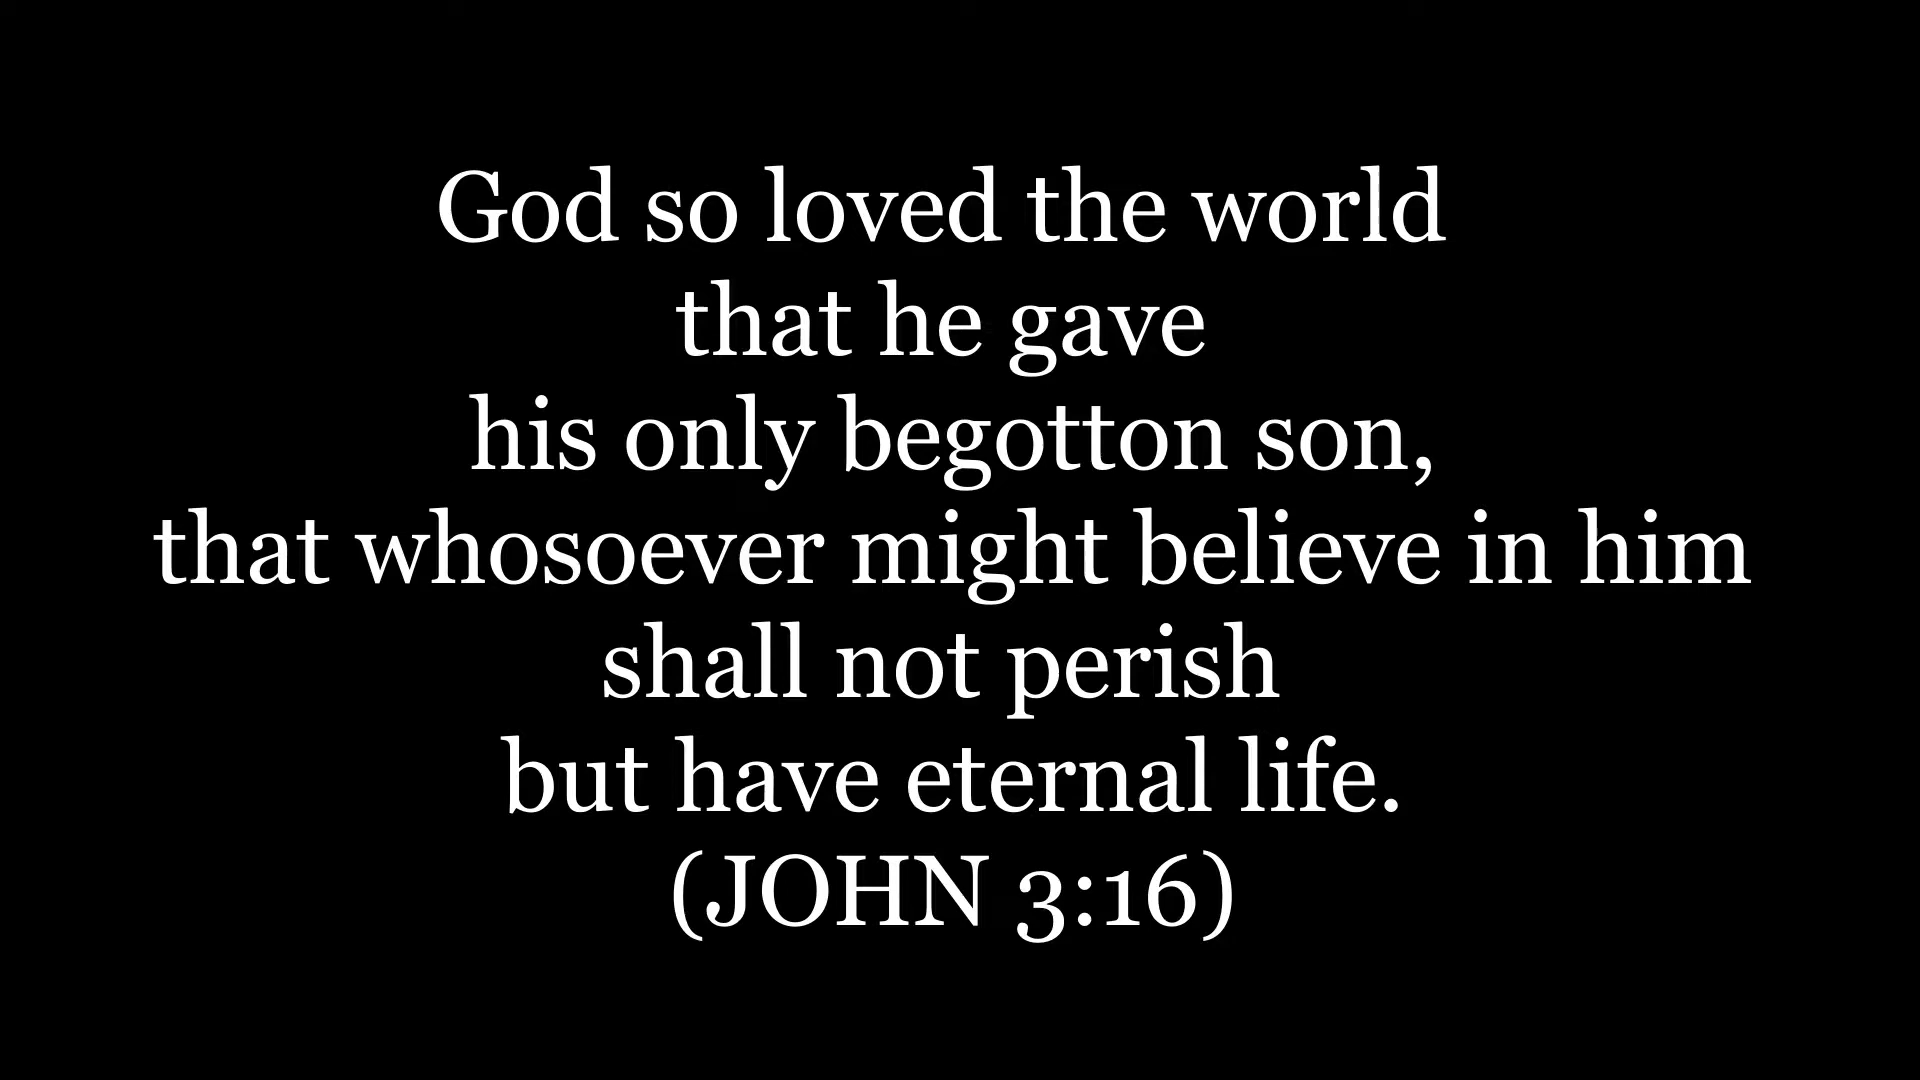 God so loved the world
that he gave
his only begotton son,
that whosoever might believe in him
shall not perish
but have eternal life.
(JOHN 3:16)